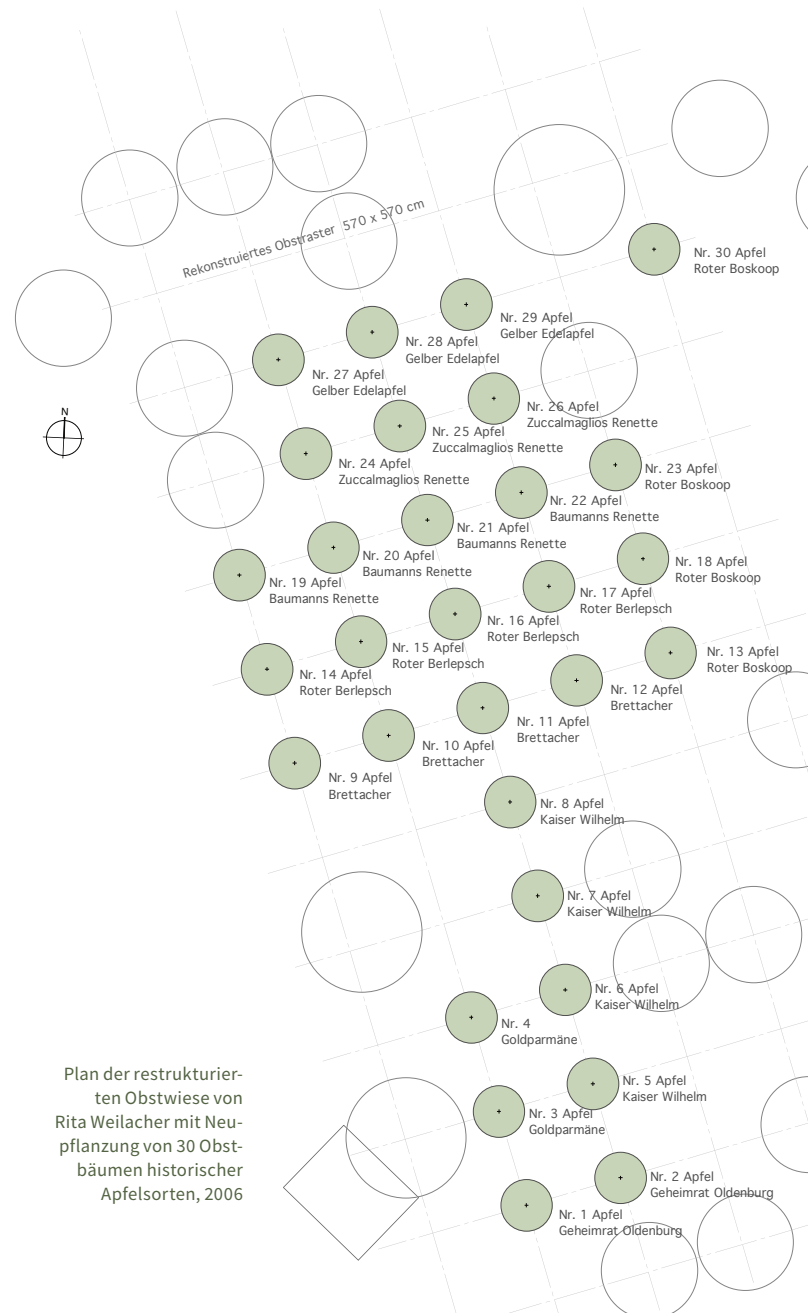 Rekonstruiertes Obstraster 570 x 570 cm
Nr. 30 Apfel
Roter Boskoop
Nr. 29 Apfel
Gelber Edelapfel
Nr. 28 Apfel
Gelber Edelapfel
Nr. 27 Apfel
Gelber Edelapfel
N
Nr. 26 Apfel
Zuccalmaglios Renette
Nr. 25 Apfel
Zuccalmaglios Renette
Nr. 24 Apfel
Zuccalmaglios Renette
Nr. 23 Apfel
Roter Boskoop
Nr. 22 Apfel
Baumanns Renette
Nr. 21 Apfel
Baumanns Renette
Nr. 20 Apfel
Baumanns Renette
Nr. 19 Apfel
Baumanns Renette
Nr. 18 Apfel
Roter Boskoop
Nr. 17 Apfel
Roter Berlepsch
Nr. 16 Apfel
Roter Berlepsch
Nr. 15 Apfel
Roter Berlepsch
Nr. 14 Apfel
Roter Berlepsch
Nr. 13 Apfel
Roter Boskoop
Nr. 12 Apfel
Brettacher
Nr. 11 Apfel
Brettacher
Nr. 10 Apfel
Brettacher
Nr. 9 Apfel
Brettacher
Nr. 8 Apfel
Kaiser Wilhelm
Nr. 7 Apfel
Kaiser Wilhelm
Nr. 6 Apfel
Kaiser Wilhelm
Nr. 4
Goldparmäne
Nr. 5 Apfel
Kaiser Wilhelm
Nr. 3 Apfel
Goldparmäne
Nr. 2 Apfel
Geheimrat Oldenburg
Nr. 1 Apfel
Geheimrat Oldenburg
Plan der restrukturier-
ten Obstwiese von
Rita Weilacher mit Neu-
pflanzung von 30 Obst-
bäumen historischer
Apfelsorten, 2006